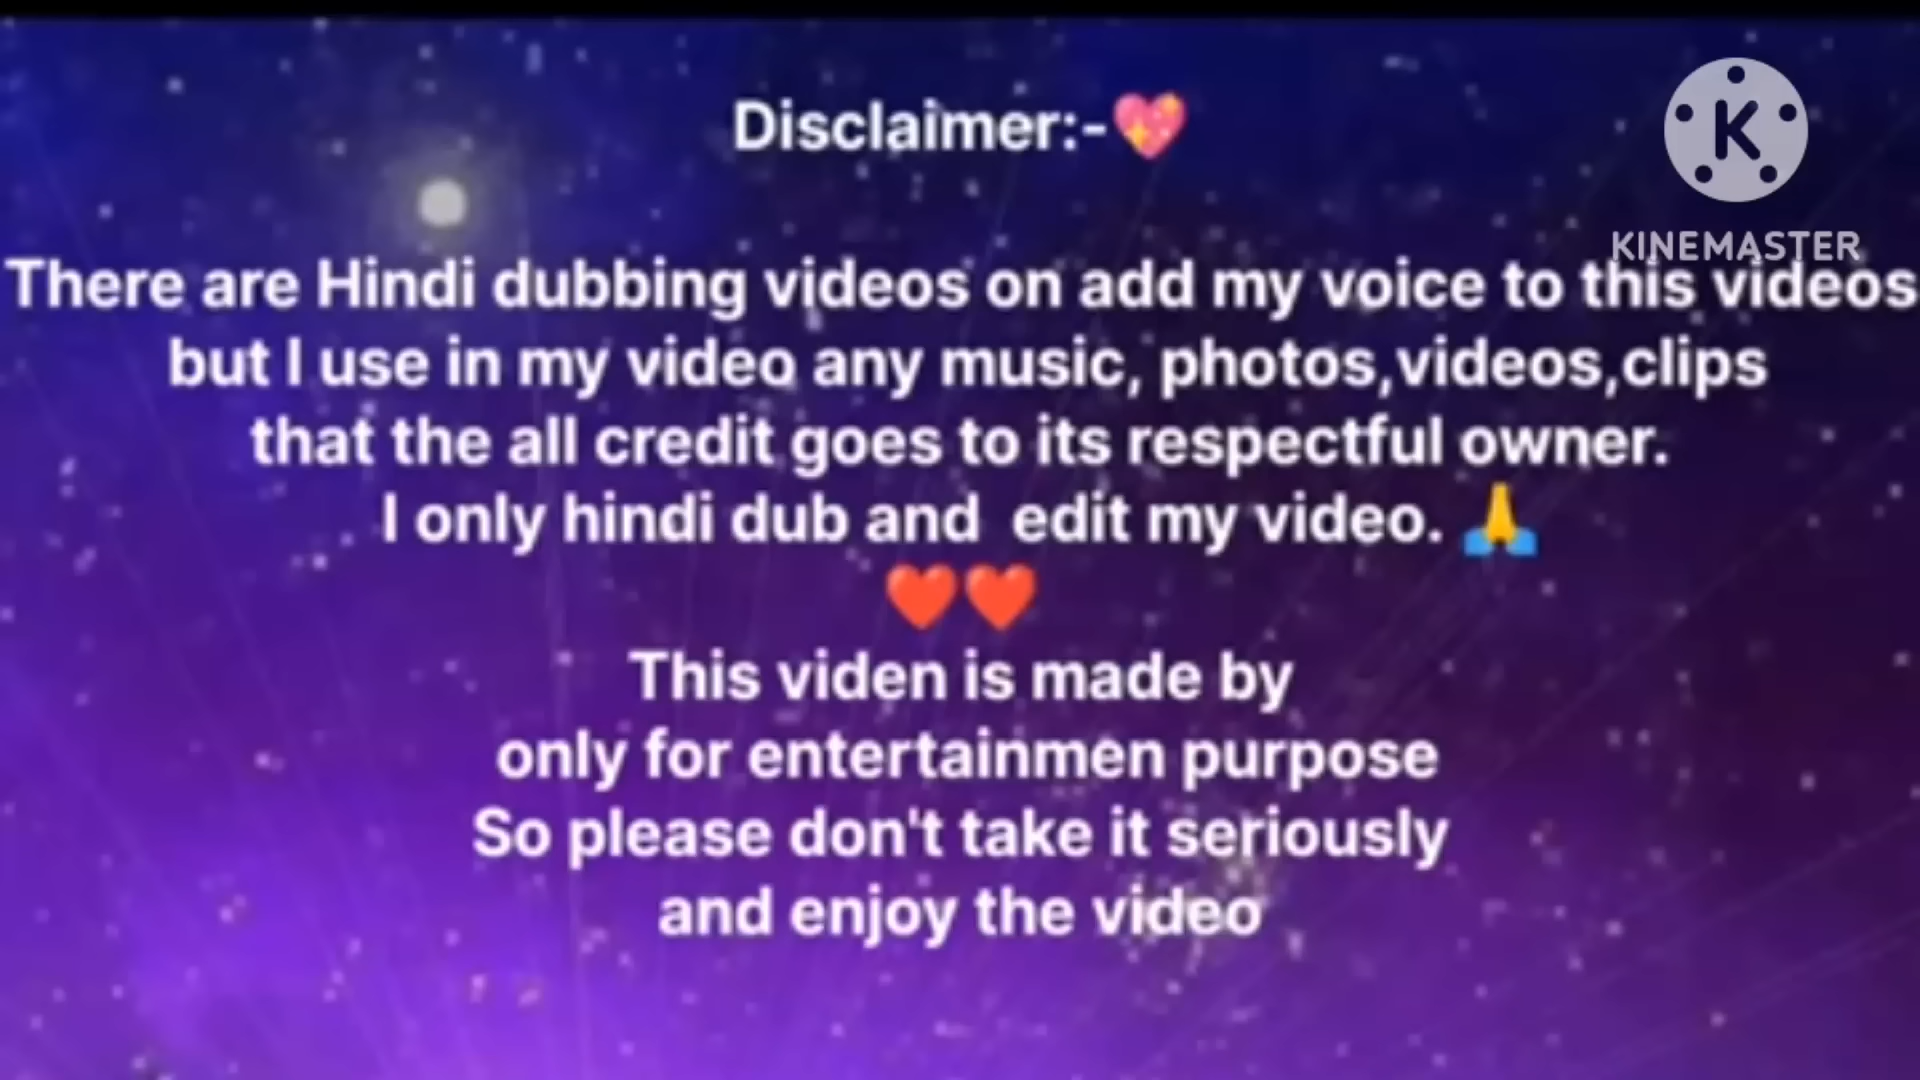 Disclaimer:-💖
K
KINEMASTER
There are Hindi dubbing videos on add my voice to this videos
but I use in my video any music, photos,videos,clips
that the all credit goes to its respectful owner.
I only hindi dub and  edit my video. 🙏
❤️❤️
This viden is made by
only for entertainmen purpose
So please don't take it seriously
and enjoy the video